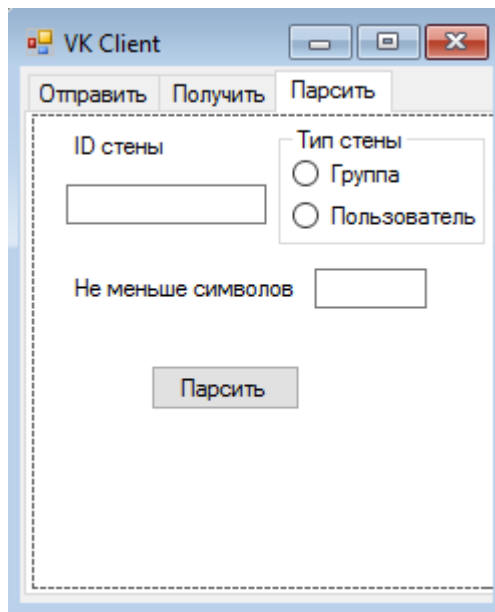 VK Client
Отправить Получить Парсить
ID стены
Тип стены
Группа
Пользователь
Не меньше символов
Парсить